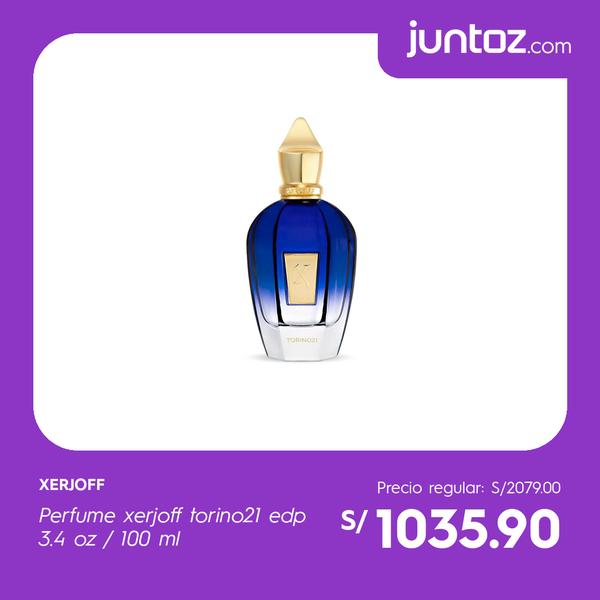 juntoz.com
TORINO21
XERJOFF
Perfume xerjoff torino21 edp
3.4 oz / 100 ml
Precio regular: S/2079.00
S/ 1035.90